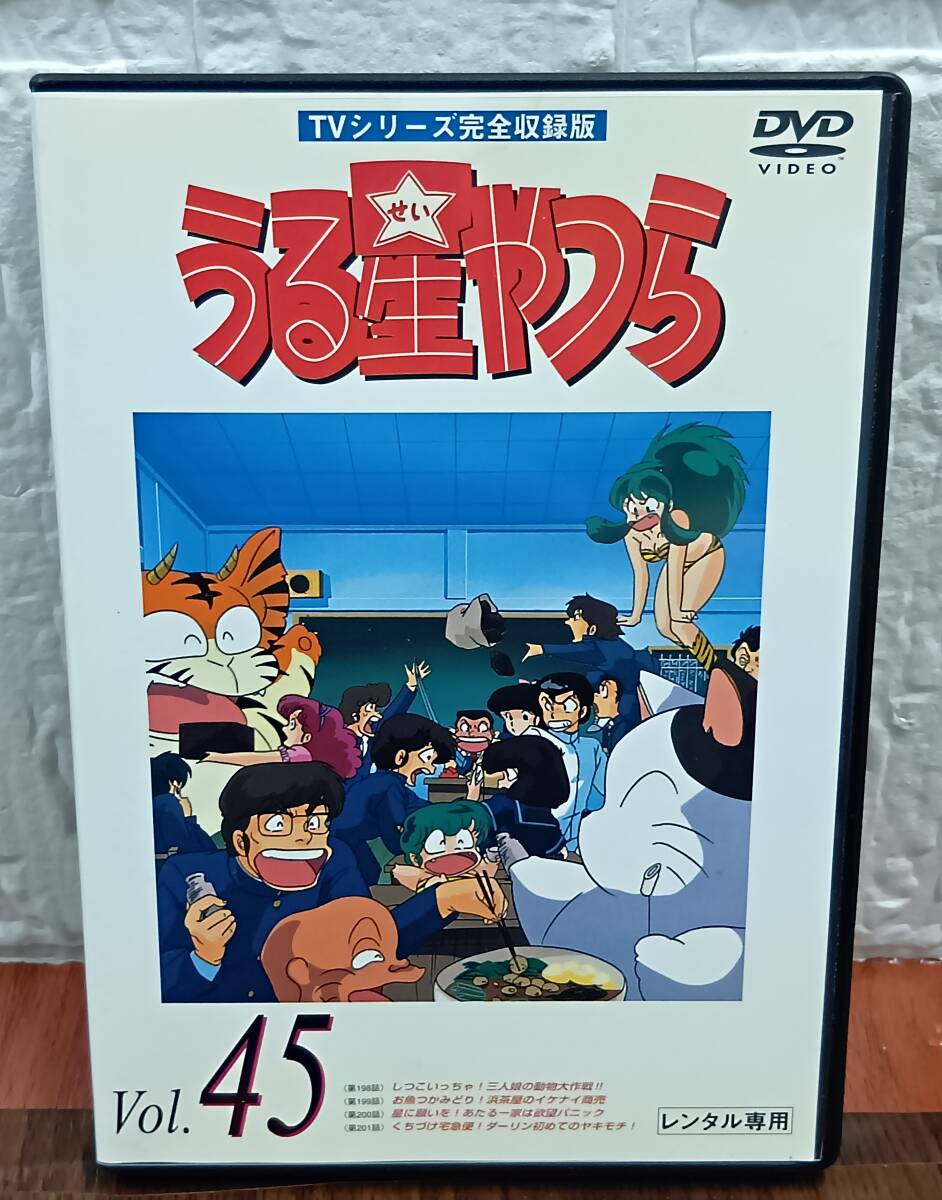 TVシリーズ完全収録版
DVD
VIDEO
™
せい
うる星やつら
Vol. 45
(第198話) しつこいっちゃ!三人娘の動物大作戦!!
(第199話) お魚つかみどり!浜茶屋のイケナイ商売
(第200話) 星に願いを!あたる一家は欲望パニック
(第201話) くちづけ宅急便!ダーリン初めてのヤキモチ!
レンタル専用